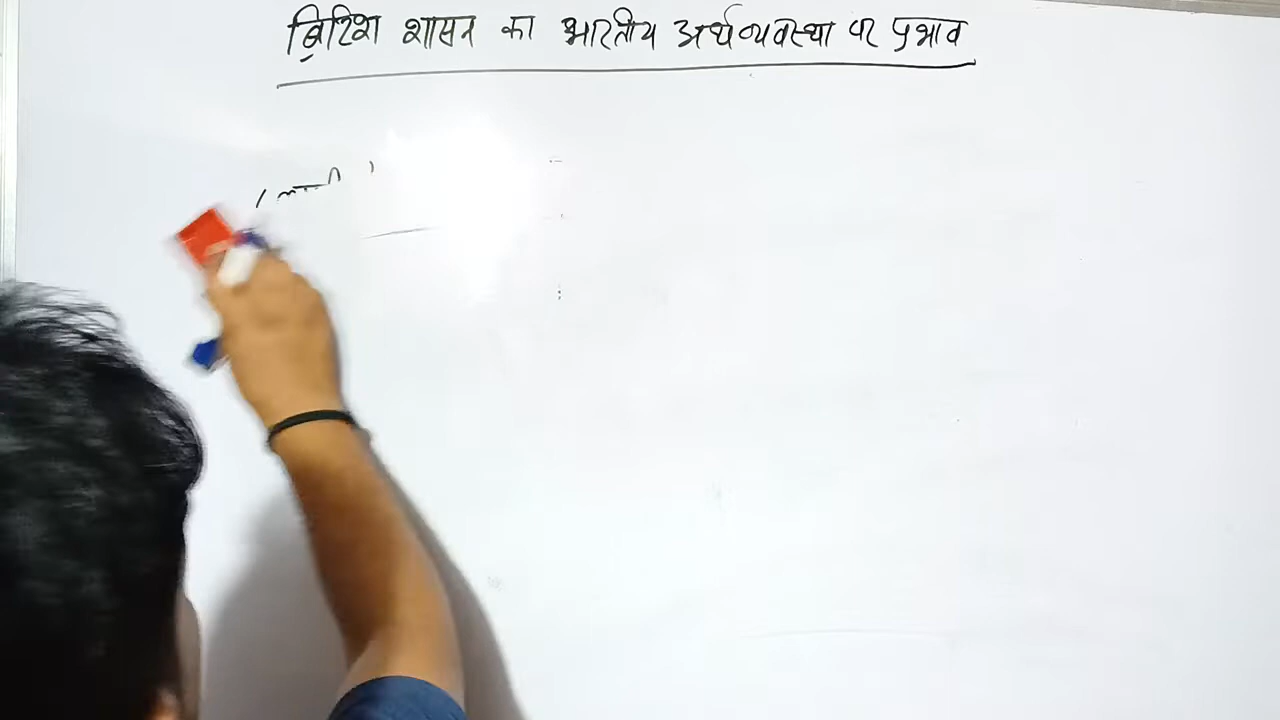 ब्रिटिश शासन का भारतीय अर्थव्यवस्था पर प्रभाव